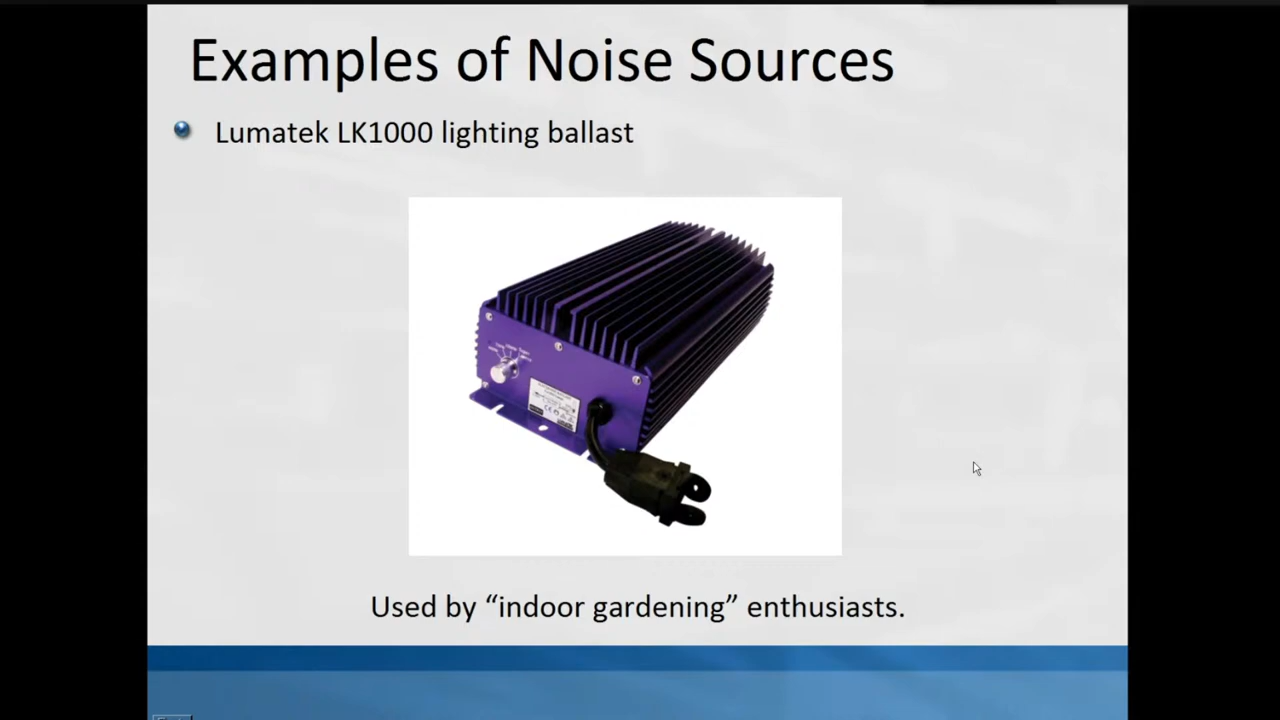 Examples of Noise Sources
Lumatek LK1000 lighting ballast
Used by “indoor gardening” enthusiasts.